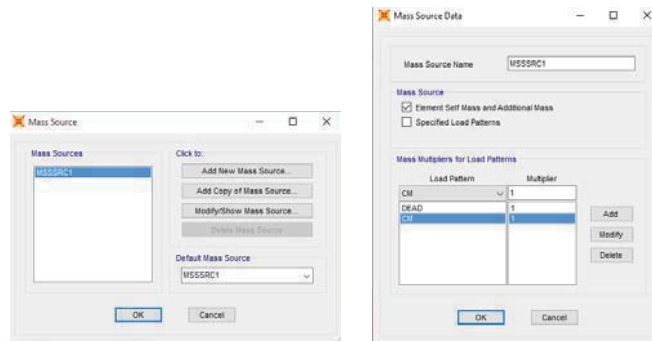 Mass Source
Mass Sources
MSSSRC1
Click to:
Add New Mass Source...
Add Copy of Mass Source...
Modify/Show Mass Source...
Delete Mass Source
Default Mass Source
MSSSRC1
OK
Cancel
Mass Source Data
Mass Source Name
MSSSRC1
Mass Source
Element Self Mass and Additional Mass
Specified Load Patterns
Mass Multipliers for Load Patterns
Load Pattern
Multiplier
CM
1
DEAD
1
CM
1
Add
Modify
Delete
OK
Cancel